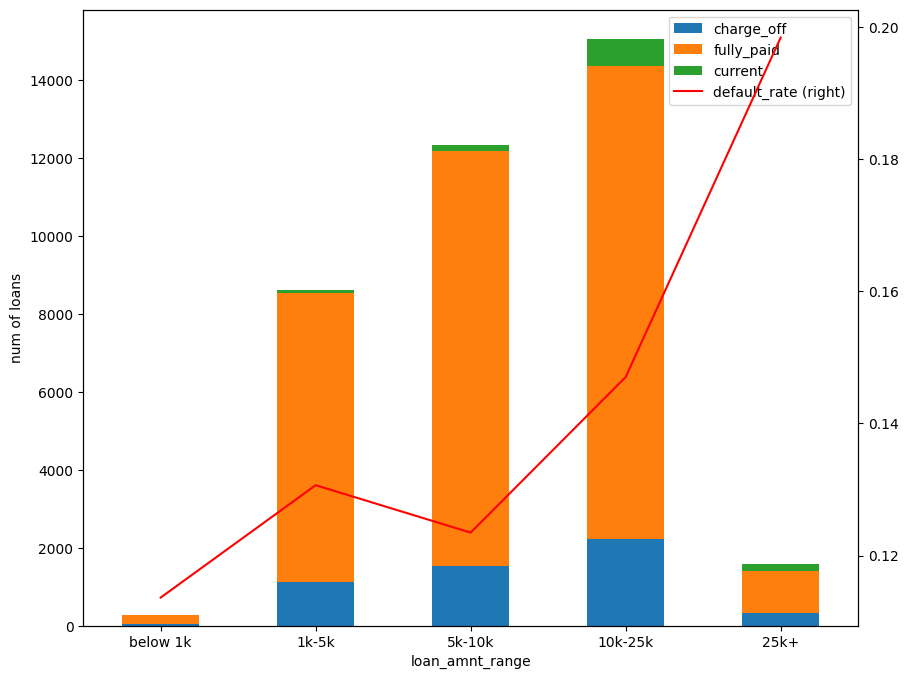 charge_off
fully_paid
current
default_rate (right)
14000
12000
10000
8000
6000
4000
2000
0
num of loans
0.20
0.18
0.16
0.14
0.12
below 1k
1k-5k
5k-10k
10k-25k
25k+
loan_amnt_range